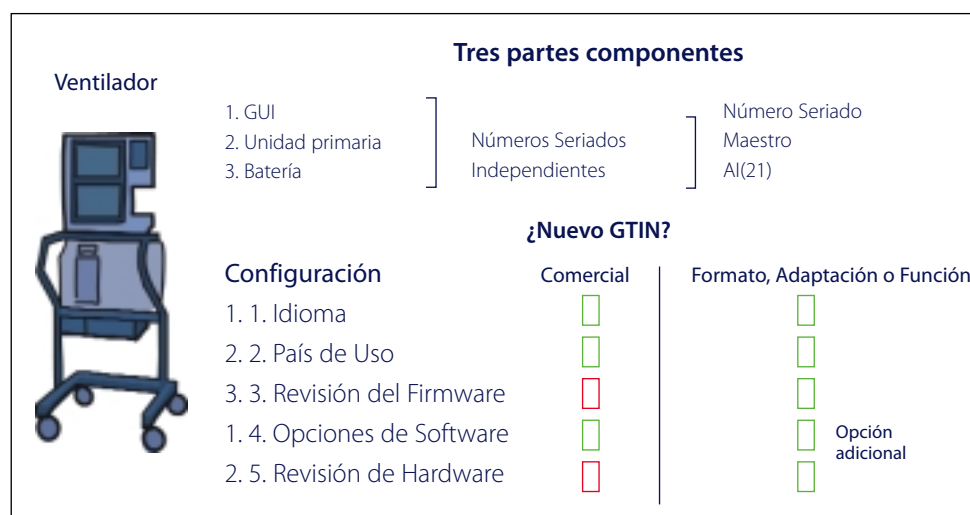 Tres partes componentes
Ventilador
1. GUI
2. Unidad primaria
3. Batería
Números Seriados
Independientes
Número Seriado
Maestro
AI(21)
¿Nuevo GTIN?
Configuración
Comercial
Formato, Adaptación o Función
1. 1. Idioma
2. 2. País de Uso
3. 3. Revisión del Firmware
1. 4. Opciones de Software
Opción
adicional
2. 5. Revisión de Hardware